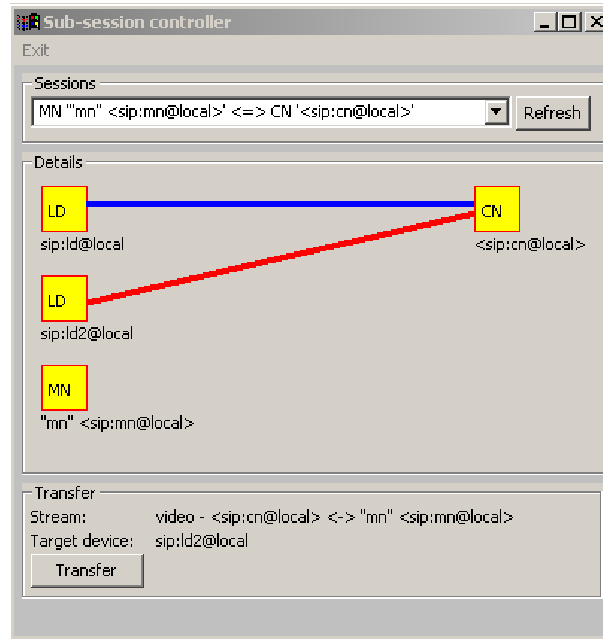 Sub-session controller
Exit
Sessions
MN '"mn" <sip:mn@local>' <=> CN '<sip:cn@local>'
Refresh
Details
LD
CN
sip:ld@local
<sip:cn@local>
LD
sip:ld2@local
MN
"mn" <sip:mn@local>
Transfer
Stream: video - <sip:cn@local> <-> "mn" <sip:mn@local>
Target device: sip:ld2@local
Transfer